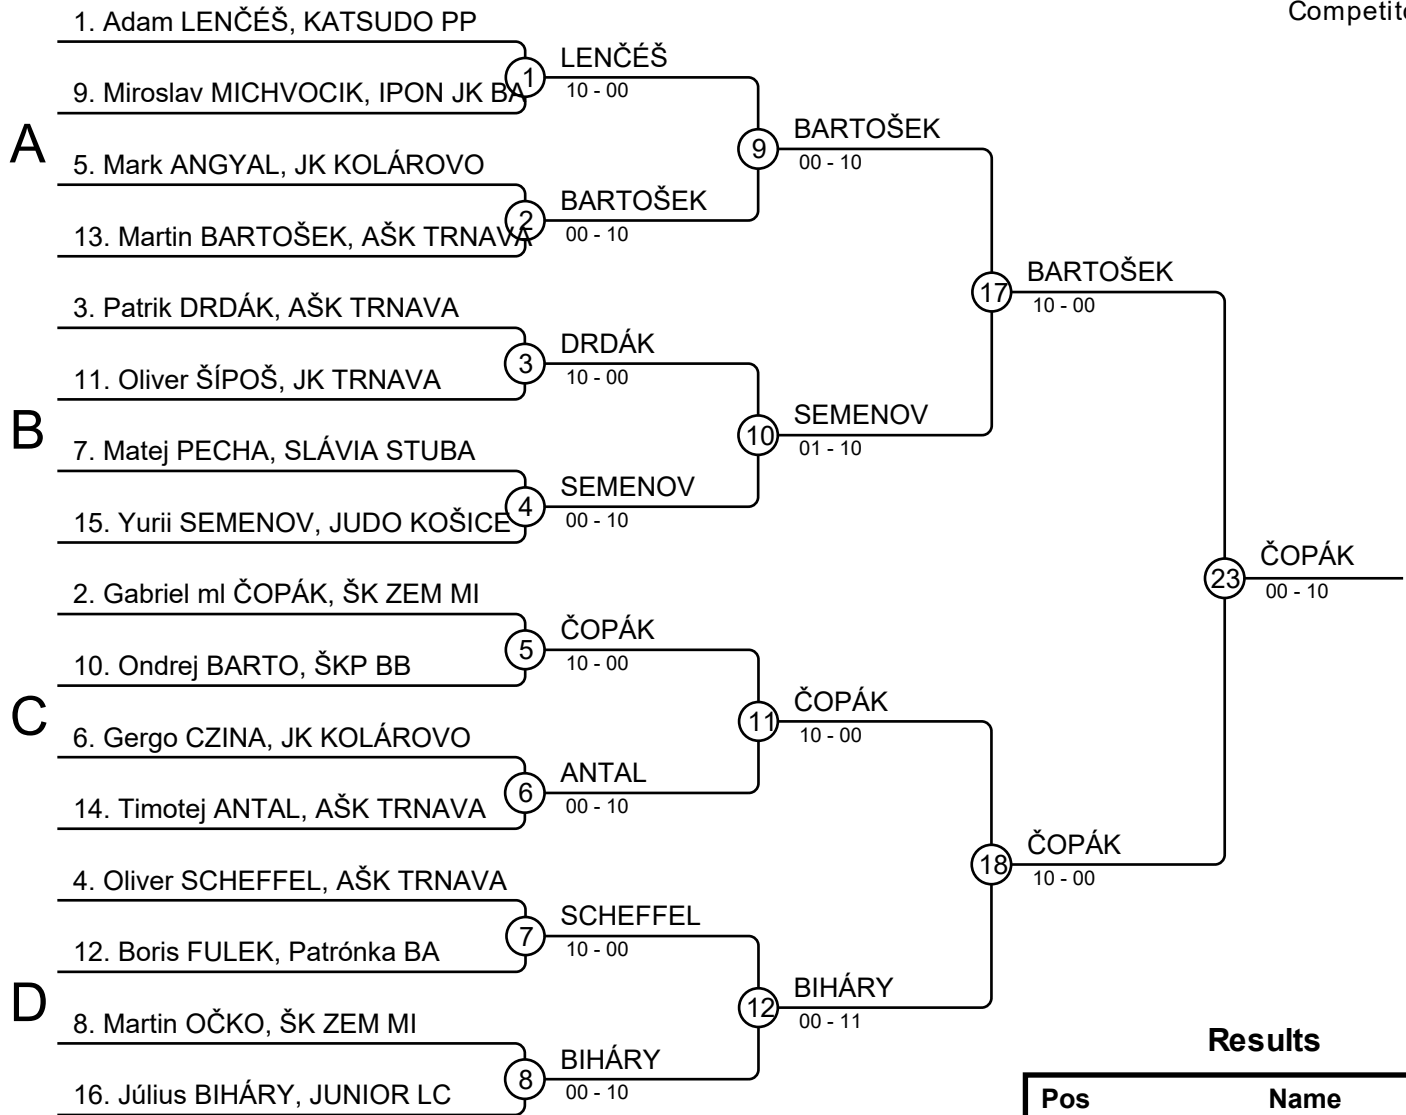 Competit
1. Adam LENČÉŠ, KATSUDO PP
1
LENČÉŠ
10 - 00
9. Miroslav MICHVOCIK, IPON JK BA
A
9
BARTOŠEK
00 - 10
5. Mark ANGYAL, JK KOLÁROVO
2
BARTOŠEK
00 - 10
13. Martin BARTOŠEK, AŠK TRNAVA
17
BARTOŠEK
10 - 00
3. Patrik DRDÁK, AŠK TRNAVA
3
DRDÁK
10 - 00
11. Oliver ŠÍPOŠ, JK TRNAVA
B
10
SEMENOV
01 - 10
7. Matej PECHA, SLÁVIA STUBA
4
SEMENOV
00 - 10
15. Yurii SEMENOV, JUDO KOŠICE
23
ČOPÁK
00 - 10
2. Gabriel ml ČOPÁK, ŠK ZEM MI
5
ČOPÁK
10 - 00
10. Ondrej BARTO, ŠKP BB
C
11
ČOPÁK
10 - 00
6. Gergo CZINA, JK KOLÁROVO
6
ANTAL
00 - 10
14. Timotej ANTAL, AŠK TRNAVA
18
ČOPÁK
10 - 00
4. Oliver SCHEFFEL, AŠK TRNAVA
7
SCHEFFEL
10 - 00
12. Boris FULEK, Patrónka BA
D
12
BIHÁRY
00 - 11
8. Martin OČKO, ŠK ZEM MI
8
BIHÁRY
00 - 10
16. Július BIHÁRY, JUNIOR LC
Results
Pos Name